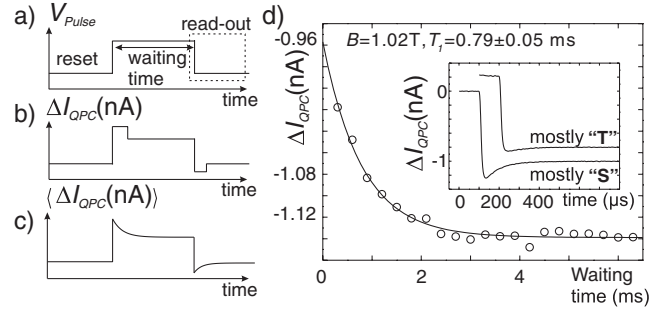 a) V_Pulse
read-out
reset
waiting
time
time
b) ΔI_QPC(nA)
time
c) ⟨ΔI_QPC(nA)⟩
time
d)
ΔI_QPC(nA)
-0.96
-1.08
-1.12
B=1.02T, T_1=0.79±0.05 ms
ΔI_QPC(nA)
0
-1
mostly “T”
mostly “S”
200
600
time (µs)
0
2
4
Waiting
time (ms)